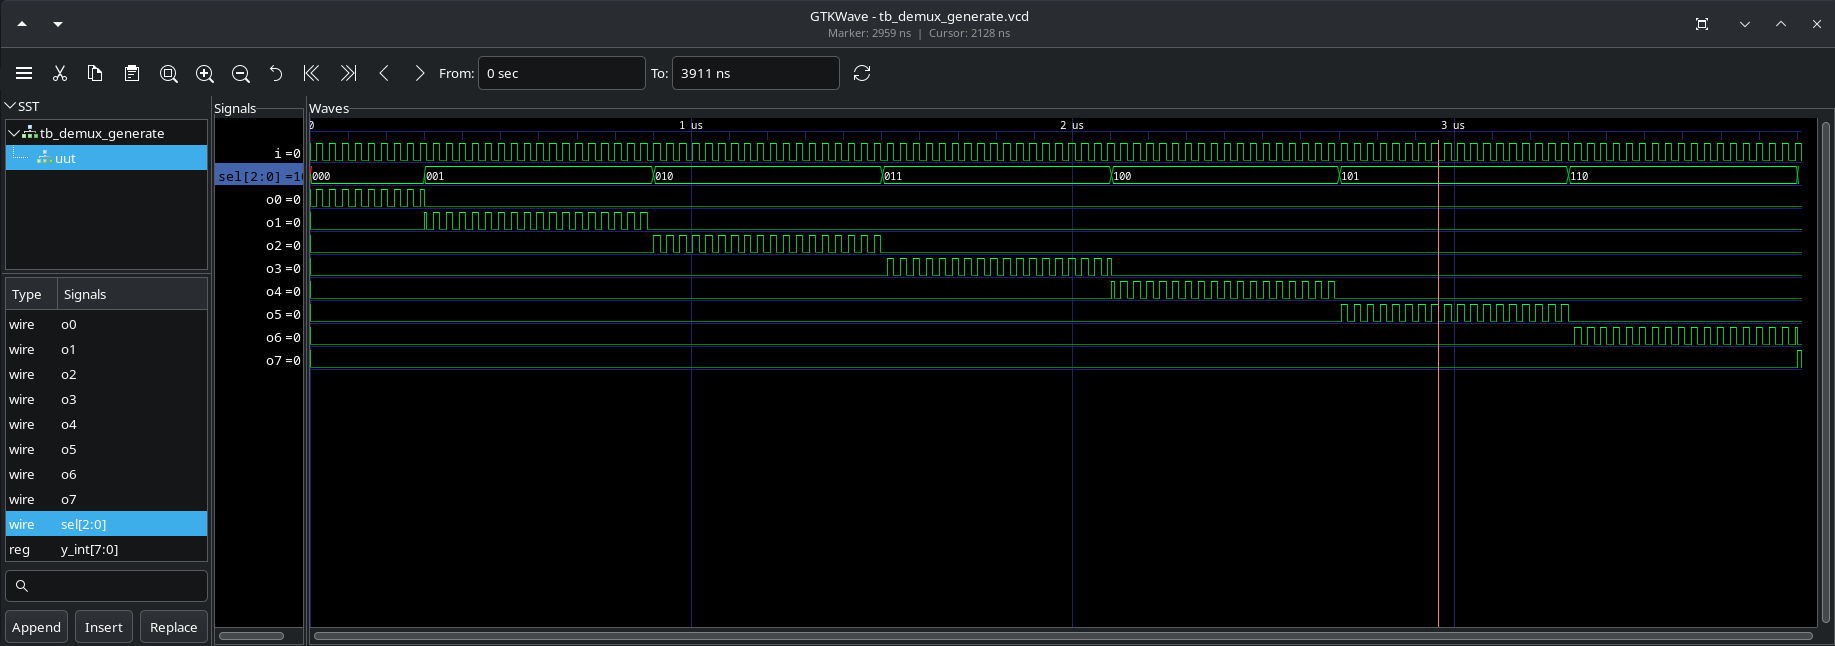 GTKWave - tb_demux_generate.vcd
Marker: 2959 ns | Cursor: 2128 ns
From: 0 sec To: 3911 ns
SST
tb_demux_generate
uut
Type Signals
wire o0
wire o1
wire o2
wire o3
wire o4
wire o5
wire o6
wire o7
wire sel[2:0]
reg y_int[7:0]
Append Insert Replace
Signals
i =0
sel[2:0] =10
o0 =0
o1 =0
o2 =0
o3 =0
o4 =0
o5 =0
o6 =0
o7 =0
Waves
0 1 us 2 us 3 us
000 001 010 011 100 101 110